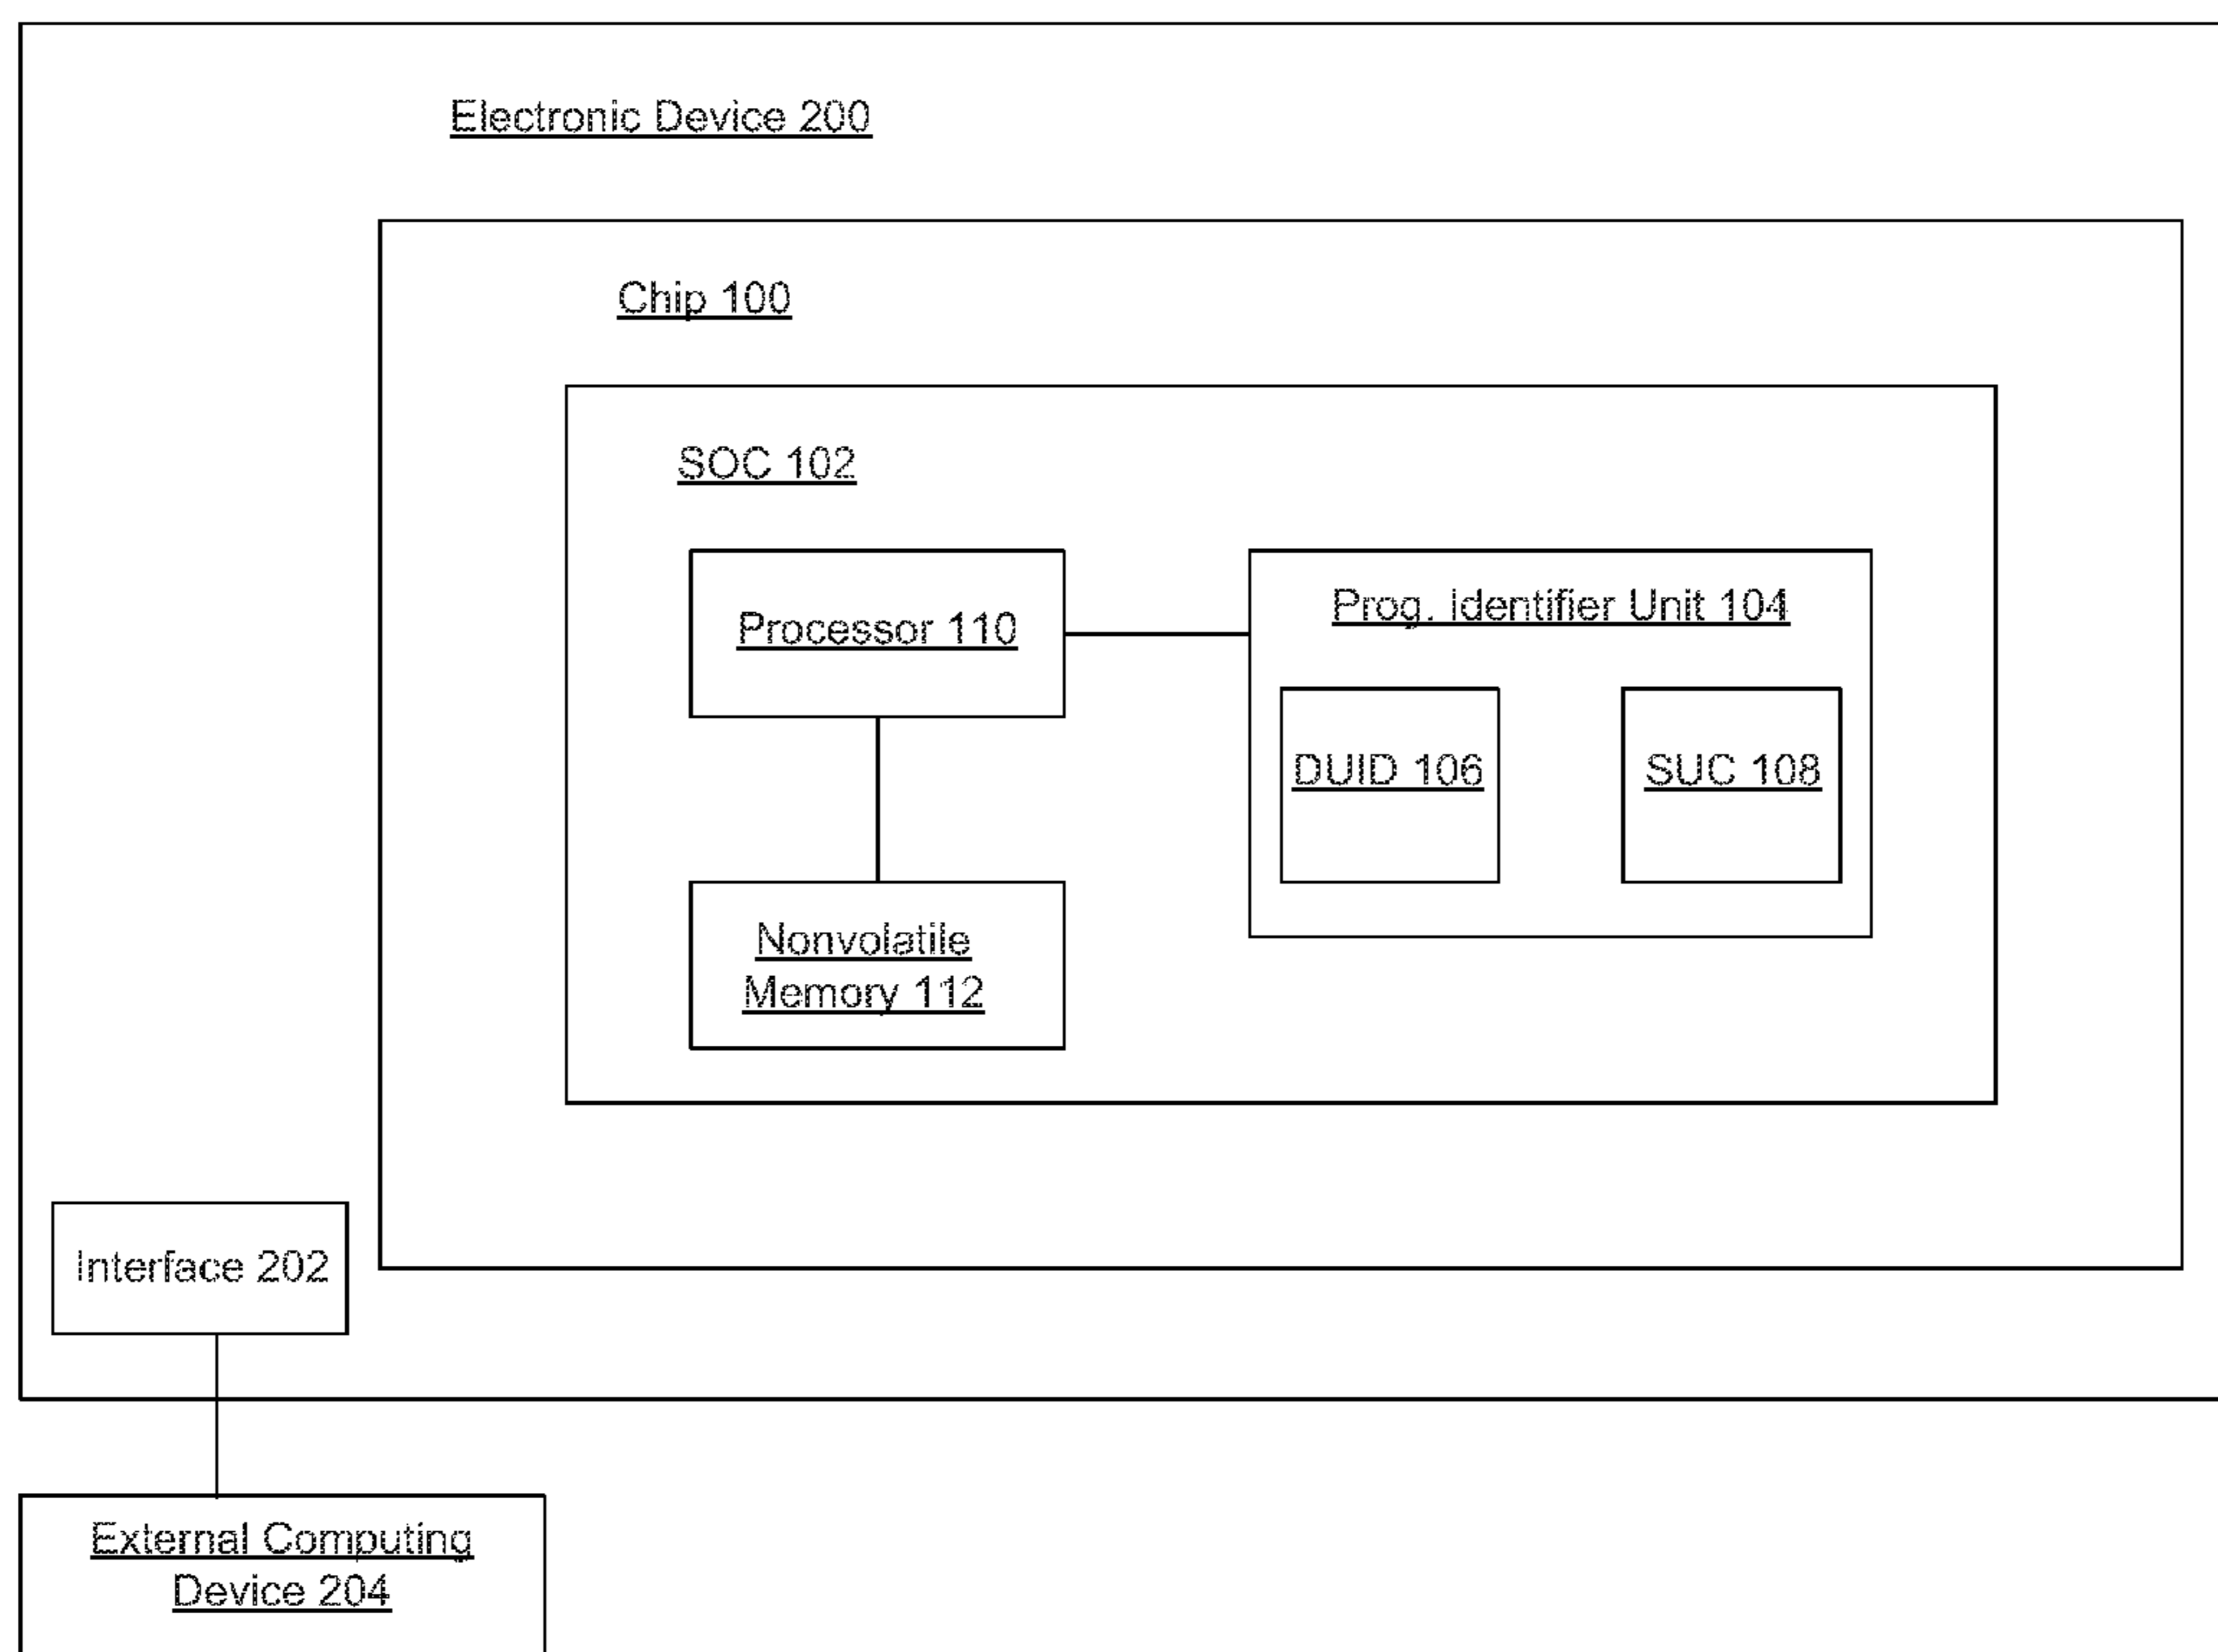 Electronic Device 200
Chip 100
SOC 102
Processor 110
Prog. Identifier Unit 104
DUID 106
SUC 108
Nonvolatile
Memory 112
Interface 202
External Computing
Device 204